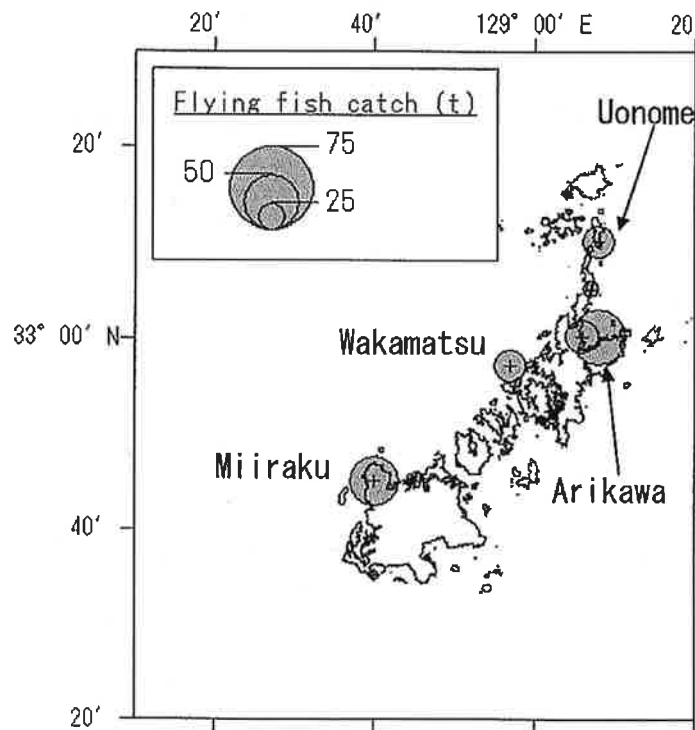 20′ 40′ 129° 00′ E 20
Flying fish catch (t)
75
50
25
Uonome
20′
33° 00′ N
Wakamatsu
Miiraku
Arikawa
40′
20′